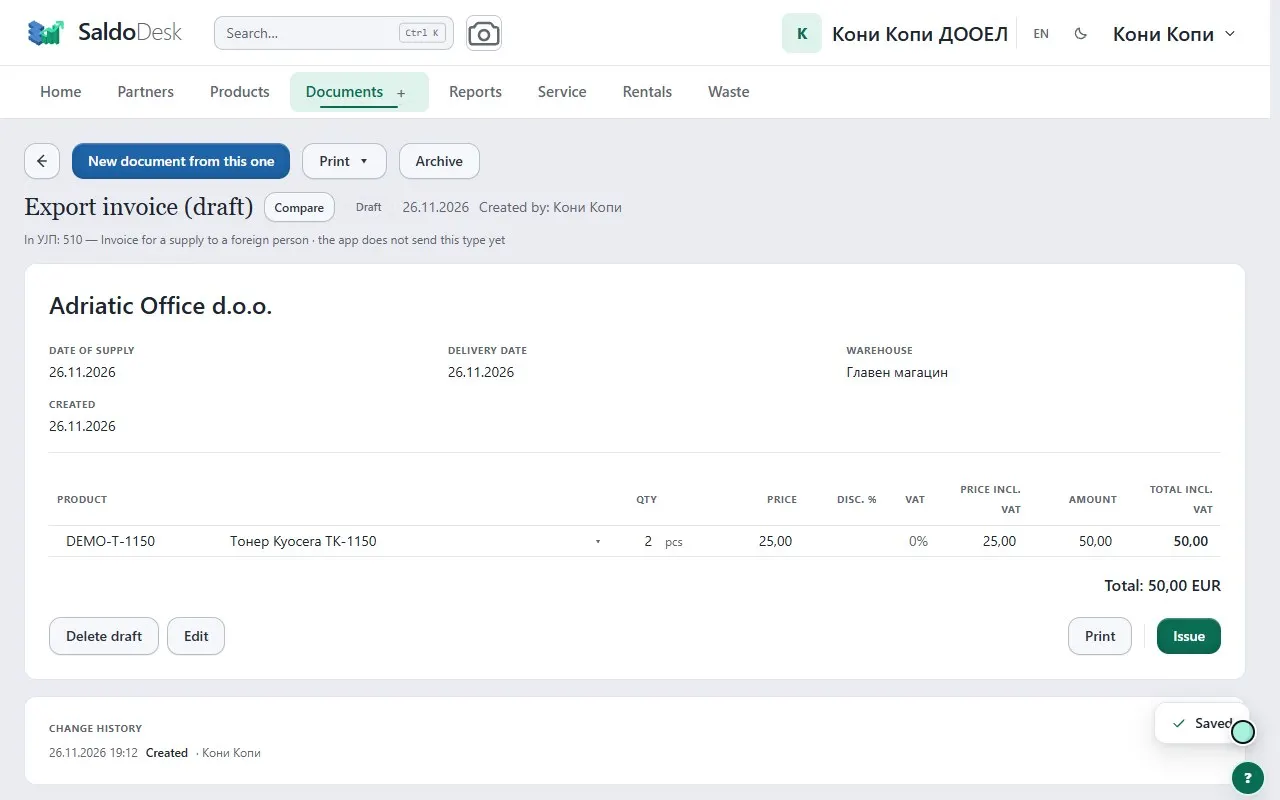 SaldoDesk
Search...
Ctrl K
K
Кони Копи ДООЕЛ
EN
Кони Копи
Home
Partners
Products
Documents +
Reports
Service
Rentals
Waste
New document from this one
Print
Archive
Export invoice (draft)
Compare
Draft
26.11.2026
Created by: Кони Копи
In УЈП: 510 — Invoice for a supply to a foreign person · the app does not send this type yet
Adriatic Office d.o.o.
DATE OF SUPPLY
DELIVERY DATE
WAREHOUSE
26.11.2026
26.11.2026
Главен магацин
CREATED
26.11.2026
PRODUCT
QTY
PRICE
DISC. %
VAT
PRICE INCL. VAT
AMOUNT
TOTAL INCL. VAT
DEMO-T-1150
Тонер Kyocera TK-1150
2 pcs
25,00
0%
25,00
50,00
50,00
Total: 50,00 EUR
Delete draft
Edit
Print
Issue
CHANGE HISTORY
26.11.2026 19:12 Created · Кони Копи
Saved
?